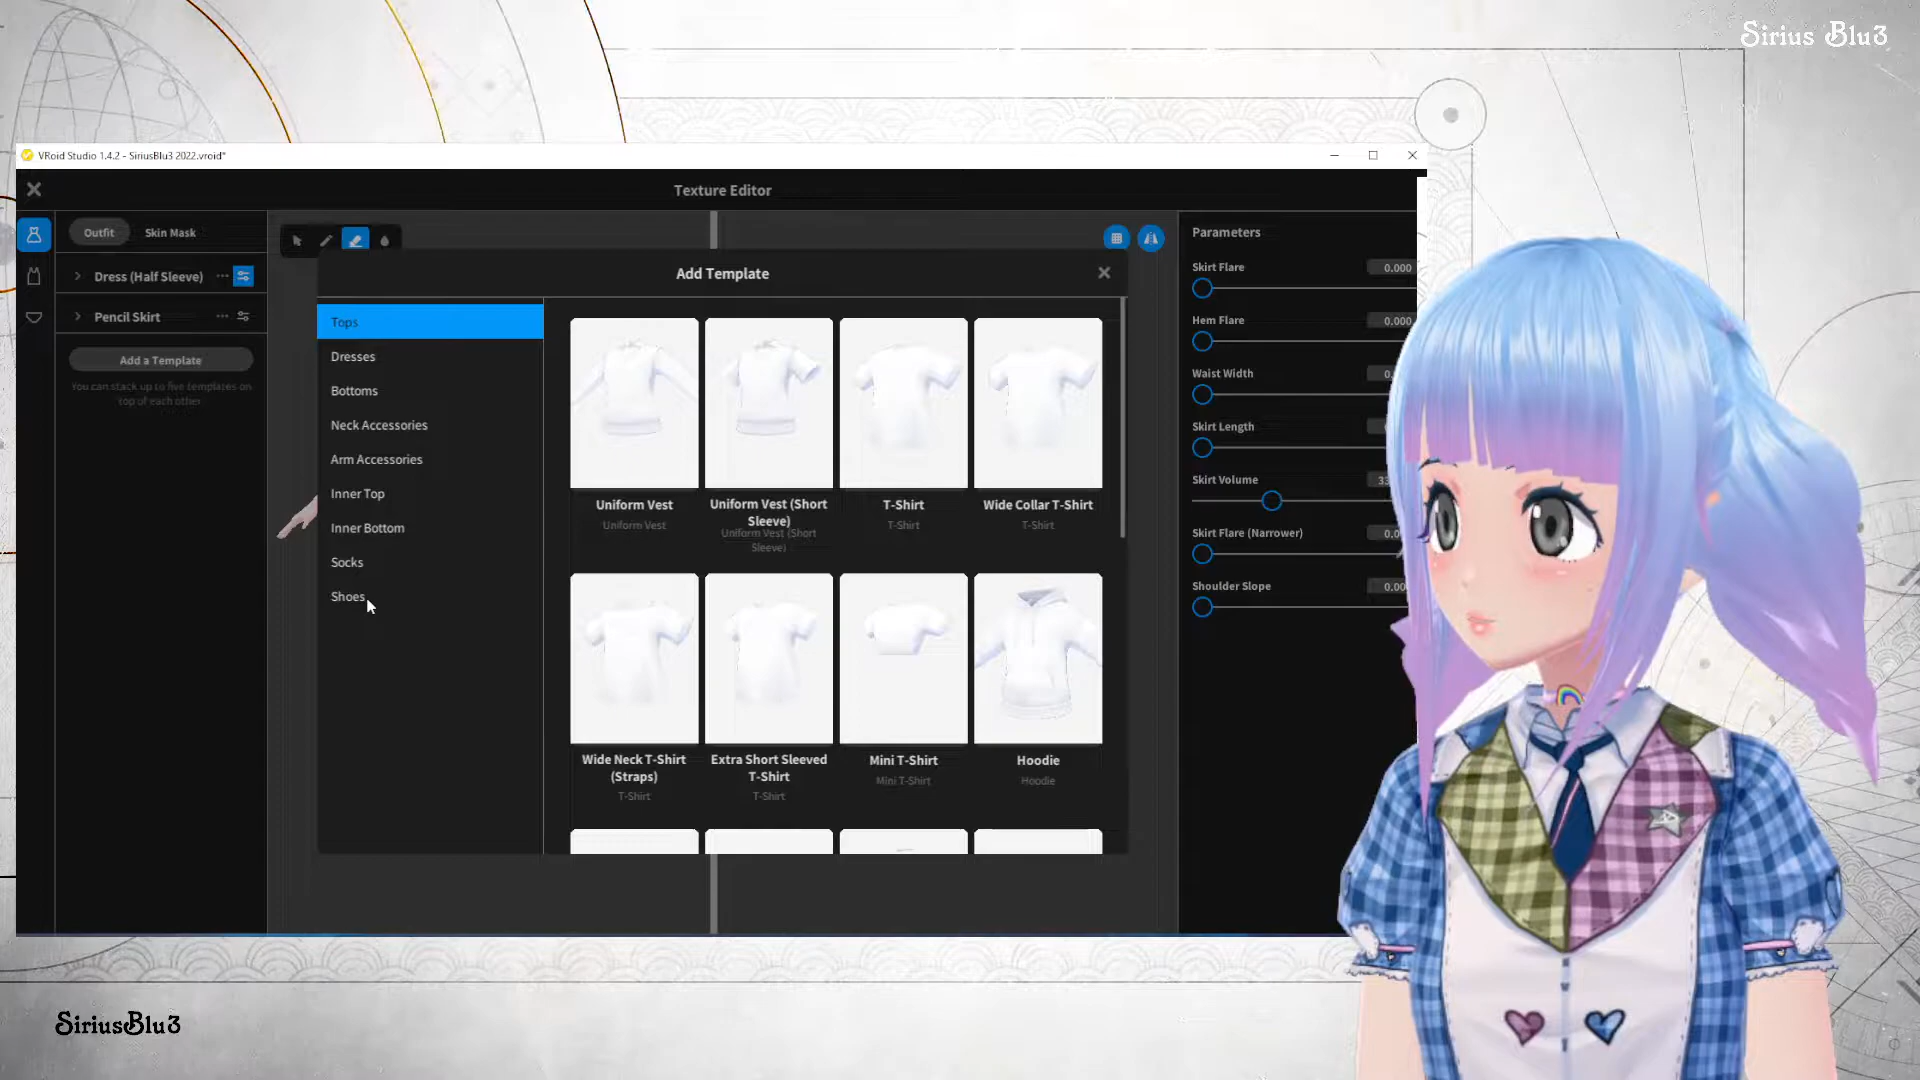 Sirius Blu3
VRoid Studio 1.4.2 - SiriusBlu3 2022.vroid*
Texture Editor
Outfit
Skin Mask
Dress (Half Sleeve)
Pencil Skirt
Add a Template
You can stack up to five templates on
top of each other.
Add Template
Tops
Dresses
Bottoms
Neck Accessories
Arm Accessories
Inner Top
Inner Bottom
Socks
Shoes
Uniform Vest
Uniform Vest
Uniform Vest (Short
Sleeve)
Uniform Vest (Short
Sleeve)
T-Shirt
T-Shirt
Wide Collar T-Shirt
T-Shirt
Wide Neck T-Shirt
(Straps)
T-Shirt
Extra Short Sleeved
T-Shirt
T-Shirt
Mini T-Shirt
Mini T-Shirt
Hoodie
Hoodie
Parameters
Skirt Flare
0.000
Hem Flare
0.000
Waist Width
Skirt Length
Skirt Volume
Skirt Flare (Narrower)
Shoulder Slope
0.00
SiriusBlu3